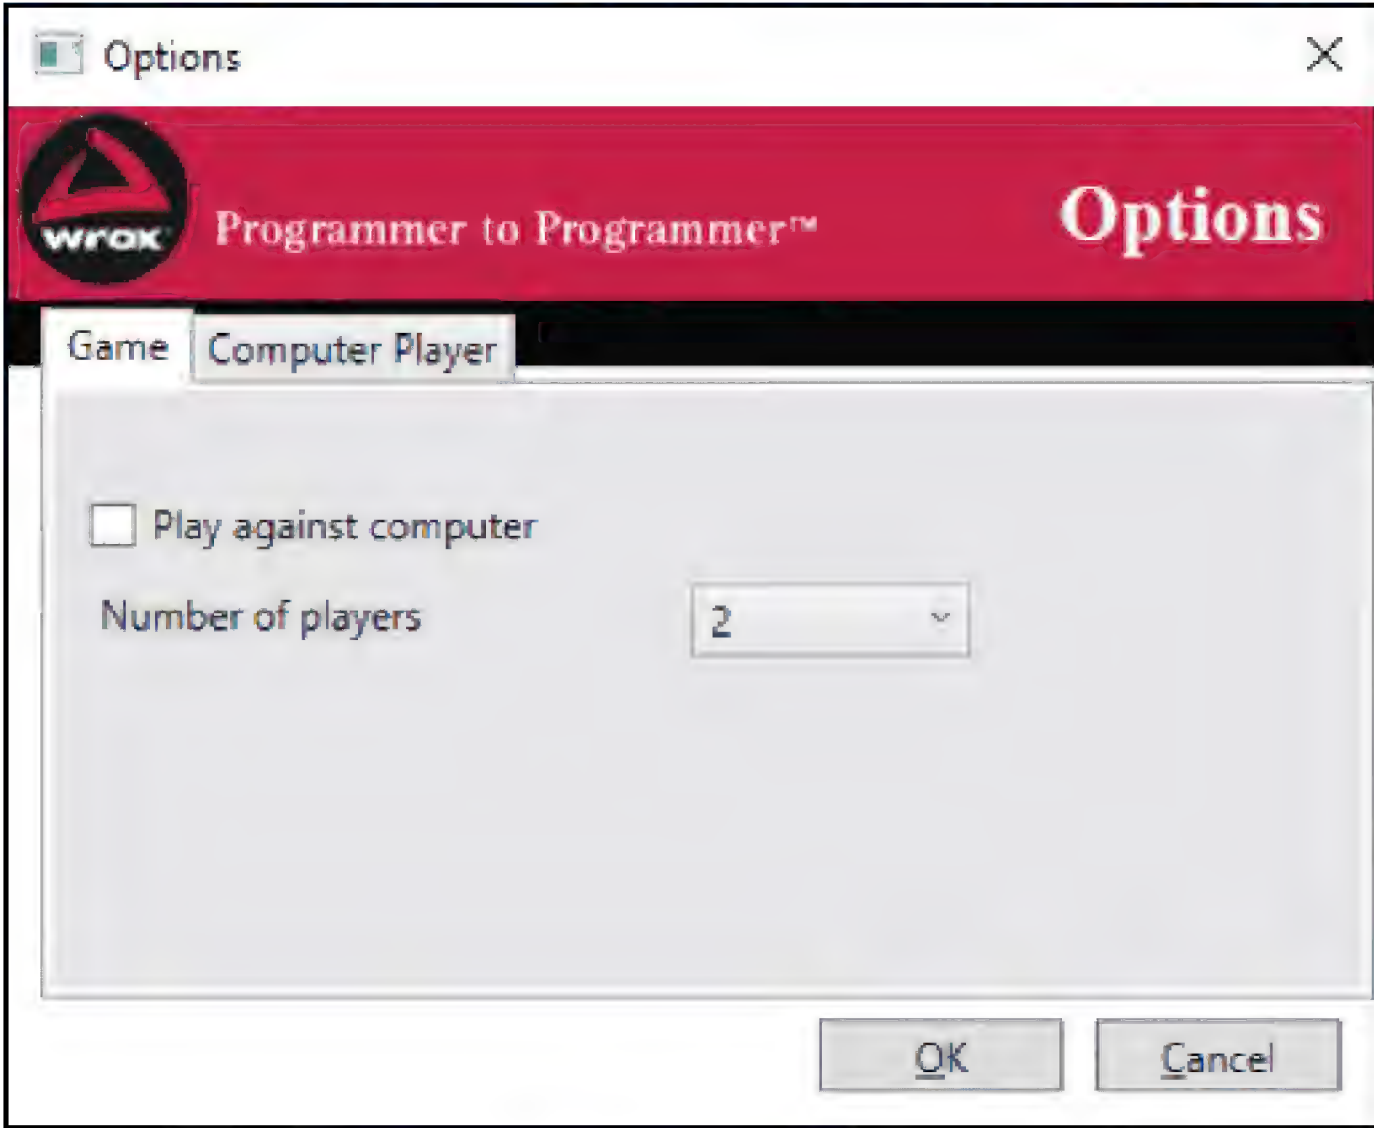 Options
wrox
Programmer to Programmer™
Options
Game
Computer Player
Play against computer
Number of players
2
OK
Cancel